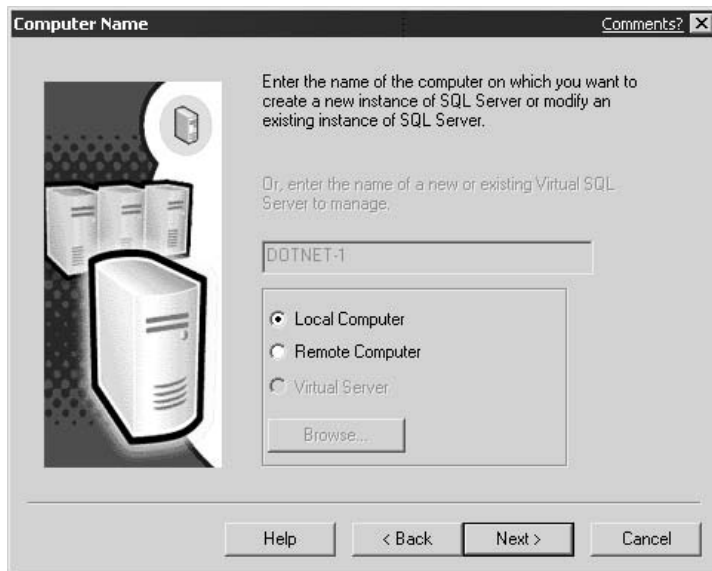 Computer Name
Comments?
Enter the name of the computer on which you want to
create a new instance of SQL Server or modify an
existing instance of SQL Server.
Or, enter the name of a new or existing Virtual SQL
Server to manage.
DOTNET-1
Local Computer
Remote Computer
Virtual Server
Browse...
Help
< Back
Next >
Cancel